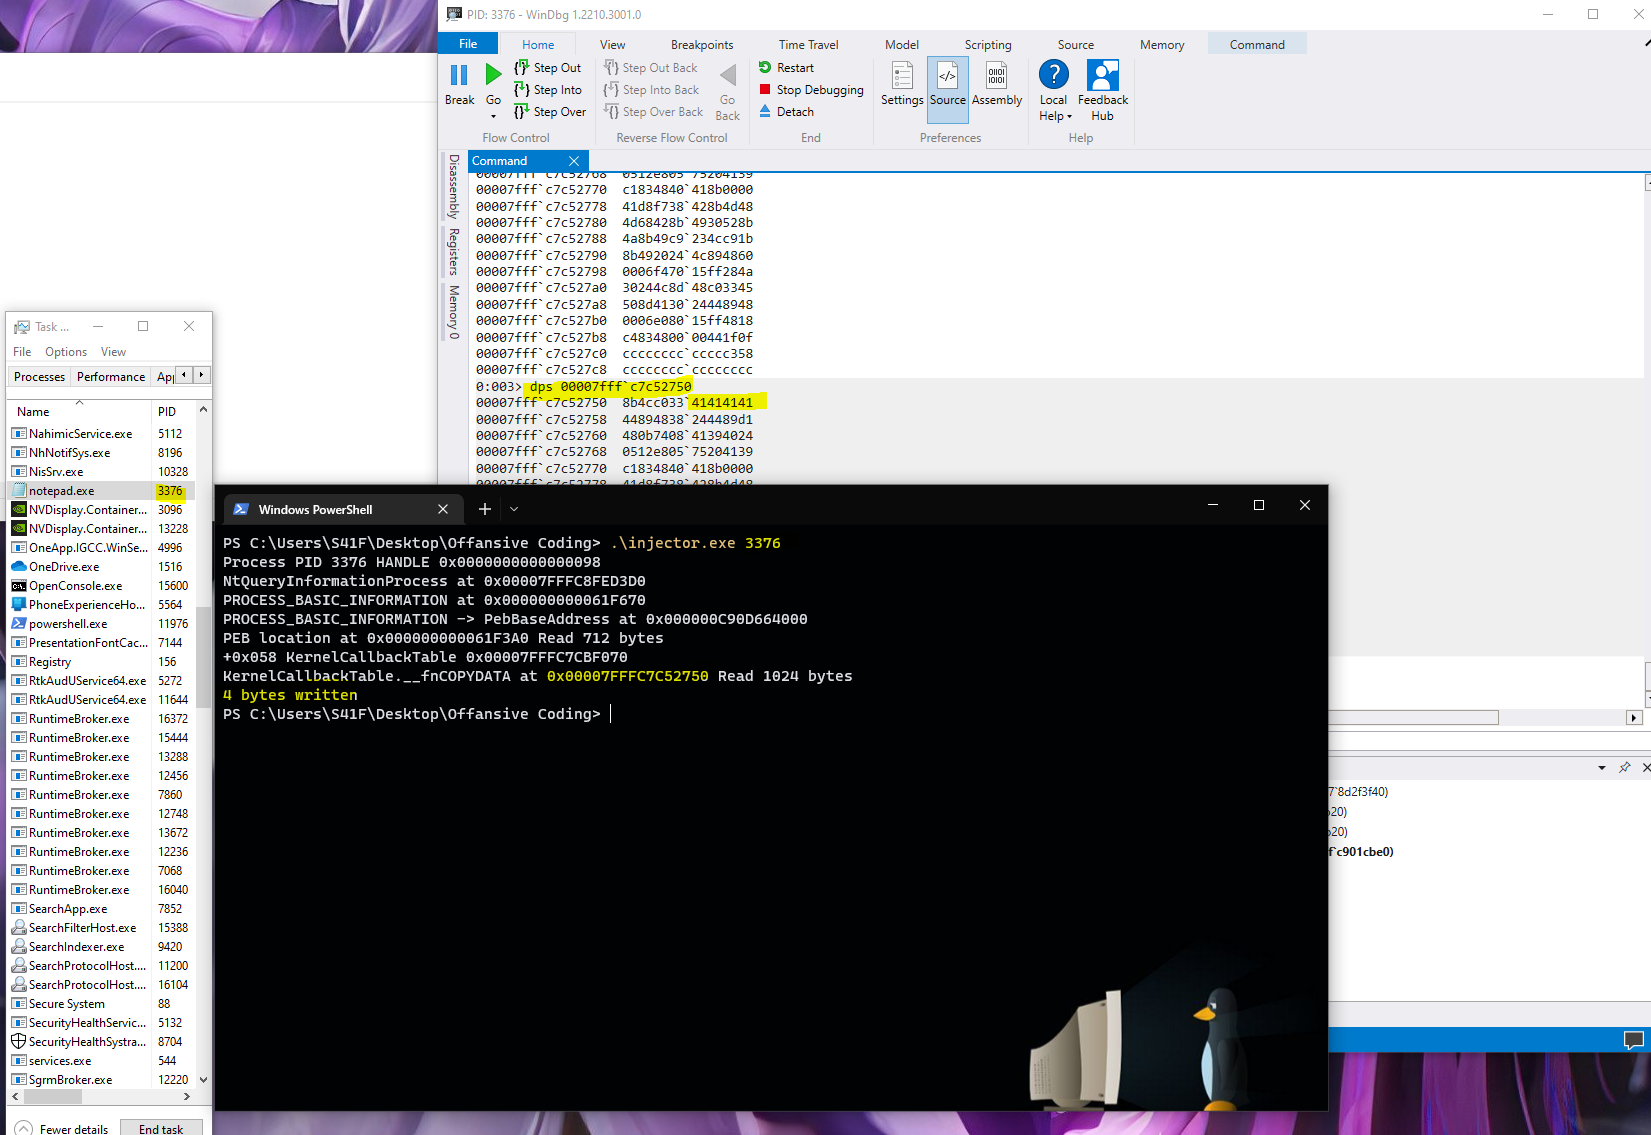 PID: 3376 - WinDbg 1.2210.3001.0
File Home View Breakpoints Time Travel Model Scripting Source Memory Command
Break
Go
Step Out
Step Into
Step Over
Flow Control
Step Out Back
Step Into Back
Step Over Back
Go Back
Reverse Flow Control
Restart
Stop Debugging
Detach
End
Settings
Source
Assembly
Preferences
Local Help
Feedback Hub
Help
Disassembly
Registers
Memory 0
Command
00007fff`c7c52768 0512e805`75204139
00007fff`c7c52770 c1834840`418b0000
00007fff`c7c52778 41d8f738`428b4d48
00007fff`c7c52780 4d68428b`4930528b
00007fff`c7c52788 4a8b49c9`234cc91b
00007fff`c7c52790 8b492024`4c894860
00007fff`c7c52798 0006f470`15ff284a
00007fff`c7c527a0 30244c8d`48c03345
00007fff`c7c527a8 508d4130`24448948
00007fff`c7c527b0 0006e080`15ff4818
00007fff`c7c527b8 c4834800`00441f0f
00007fff`c7c527c0 cccccccc`ccccc358
00007fff`c7c527c8 cccccccc`cccccccc
0:003> dps 00007fff`c7c52750
00007fff`c7c52750 8b4cc033`41414141
00007fff`c7c52758 44894838`244489d1
00007fff`c7c52760 480b7408`41394024
00007fff`c7c52768 0512e805`75204139
00007fff`c7c52770 c1834840`418b0000
00007fff`c7c52778 41d8f738`428b4d48
7`8d2f3f40)
b20)
b20)
f`c901cbe0)
Task ...
File Options View
Processes Performance App
Name PID
NahimicService.exe 5112
NhNotifSys.exe 8196
NisSrv.exe 10328
notepad.exe 3376
NVDisplay.Container... 3096
NVDisplay.Container... 13228
OneApp.IGCC.WinSe... 4996
OneDrive.exe 1516
OpenConsole.exe 15600
PhoneExperienceHo... 5564
powershell.exe 11976
PresentationFontCac... 7144
Registry 156
RtkAudUService64.exe 5272
RtkAudUService64.exe 11644
RuntimeBroker.exe 16372
RuntimeBroker.exe 15444
RuntimeBroker.exe 13288
RuntimeBroker.exe 12456
RuntimeBroker.exe 7860
RuntimeBroker.exe 12748
RuntimeBroker.exe 13672
RuntimeBroker.exe 12236
RuntimeBroker.exe 7068
RuntimeBroker.exe 16040
SearchApp.exe 7852
SearchFilterHost.exe 15388
SearchIndexer.exe 9420
SearchProtocolHost.... 11200
SearchProtocolHost.... 16104
Secure System 88
SecurityHealthServic... 5132
SecurityHealthSystra... 8704
services.exe 544
SgrmBroker.exe 12220
Fewer details
End task
Windows PowerShell
PS C:\Users\S41F\Desktop\Offansive Coding> .\injector.exe 3376
Process PID 3376 HANDLE 0x0000000000000098
NtQueryInformationProcess at 0x00007FFFC8FED3D0
PROCESS_BASIC_INFORMATION at 0x000000000061F670
PROCESS_BASIC_INFORMATION -> PebBaseAddress at 0x000000C90D664000
PEB location at 0x000000000061F3A0 Read 712 bytes
+0x058 KernelCallbackTable 0x00007FFFC7CBF070
KernelCallbackTable.__fnCOPYDATA at 0x00007FFFC7C52750 Read 1024 bytes
4 bytes written
PS C:\Users\S41F\Desktop\Offansive Coding>